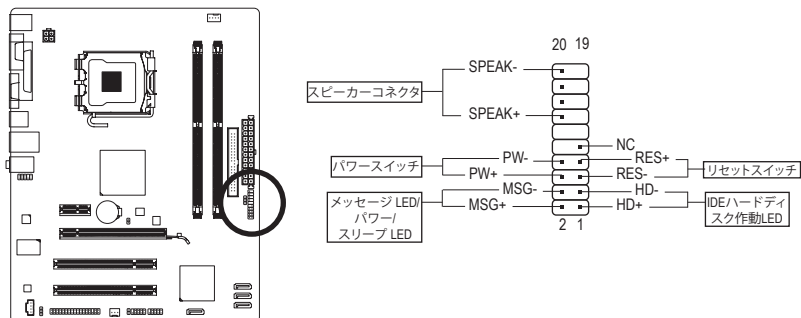 20 19
SPEAK-
スピーカーコネクタ
SPEAK+
NC
PW-
RES+
パワースイッチ
リセットスイッチ
PW+
RES-
MSG-
HD-
メッセージ LED/
パワー/
スリープ LED
MSG+
HD+
IDEハードディ
スク作動LED
2 1